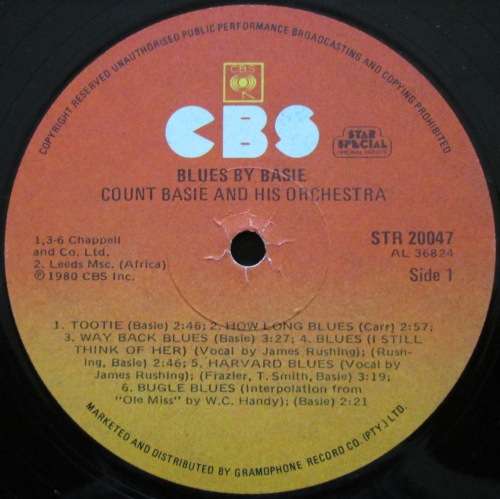 COPYRIGHT RESERVED UNAUTHORISED PUBLIC PERFORMANCE BROADCASTING AND COPYING PROHIBITED
CBS
CBS
STAR
SPECIAL
BLUES BY BASIE
COUNT BASIE AND HIS ORCHESTRA
1,3-6 Chappell
and Co. Ltd.
2. Leeds Msc. (Africa)
℗1980 CBS Inc.
STR 20047
AL 36824
Side 1
1. TOOTIE (Basie) 2:46; 2. HOW LONG BLUES (Carr) 2:57;
3. WAY BACK BLUES (Basie) 3:27; 4. BLUES (I STILL
THINK OF HER) (Vocal by James Rushing); (Rush-
ing, Basie) 2:46; 5. HARVARD BLUES (Vocal by
James Rushing); (Frazier, T. Smith, Basie) 3:19;
6. BUGLE BLUES (Interpolation from
"Ole Miss" by W.C. Handy); (Basie) 2:21
MARKETED AND DISTRIBUTED BY GRAMOPHONE RECORD CO. (PTY.) LTD.